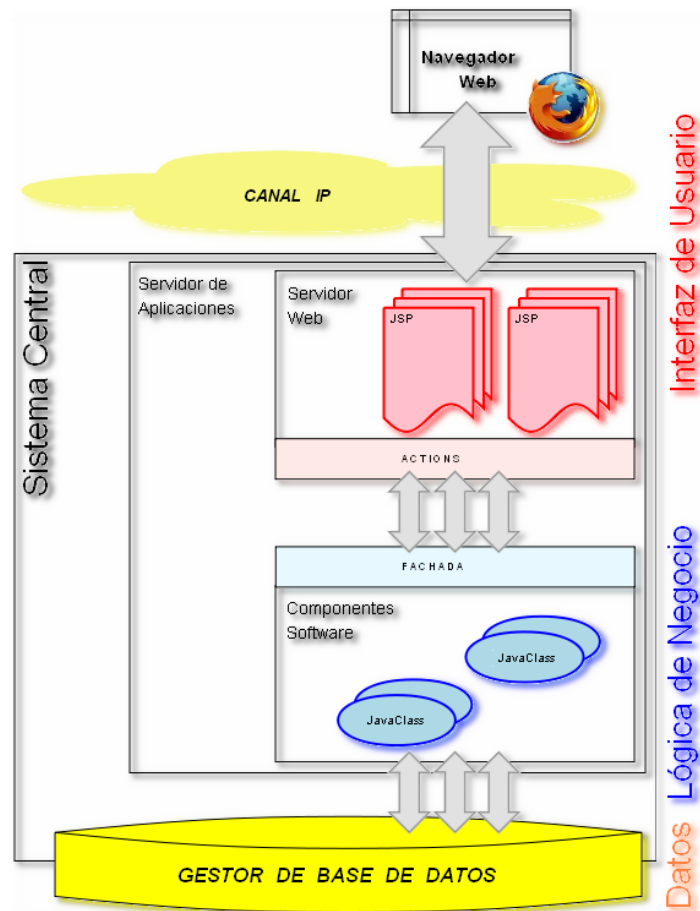 Navegador
Web
CANAL IP
Interfaz de Usuario
Sistema Central
Servidor de
Aplicaciones
Servidor
Web
JSP
JSP
ACTIONS
FACHADA
Componentes
Software
JavaClass
JavaClass
Lógica de Negocio
GESTOR DE BASE DE DATOS
Datos